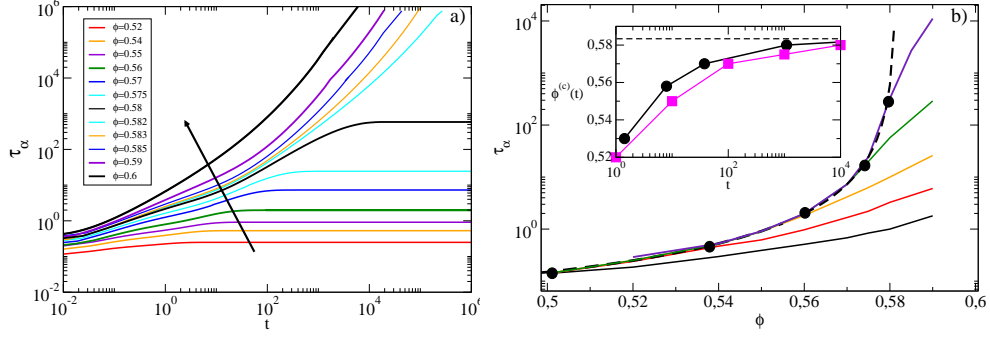 a)
10^6
10^4
10^2
10^0
10^-2
τ_α
ϕ=0.52
ϕ=0.54
ϕ=0.55
ϕ=0.56
ϕ=0.57
ϕ=0.575
ϕ=0.58
ϕ=0.582
ϕ=0.583
ϕ=0.585
ϕ=0.59
ϕ=0.6
10^-2 10^0 10^2 10^4 10^6
t
b)
10^4
10^2
10^0
τ_α
0,5 0,52 0,54 0,56 0,58 0,6
ϕ
0,58
0,56
0,54
0,52
ϕ^(c)(t)
10^0 10^2 10^4
t